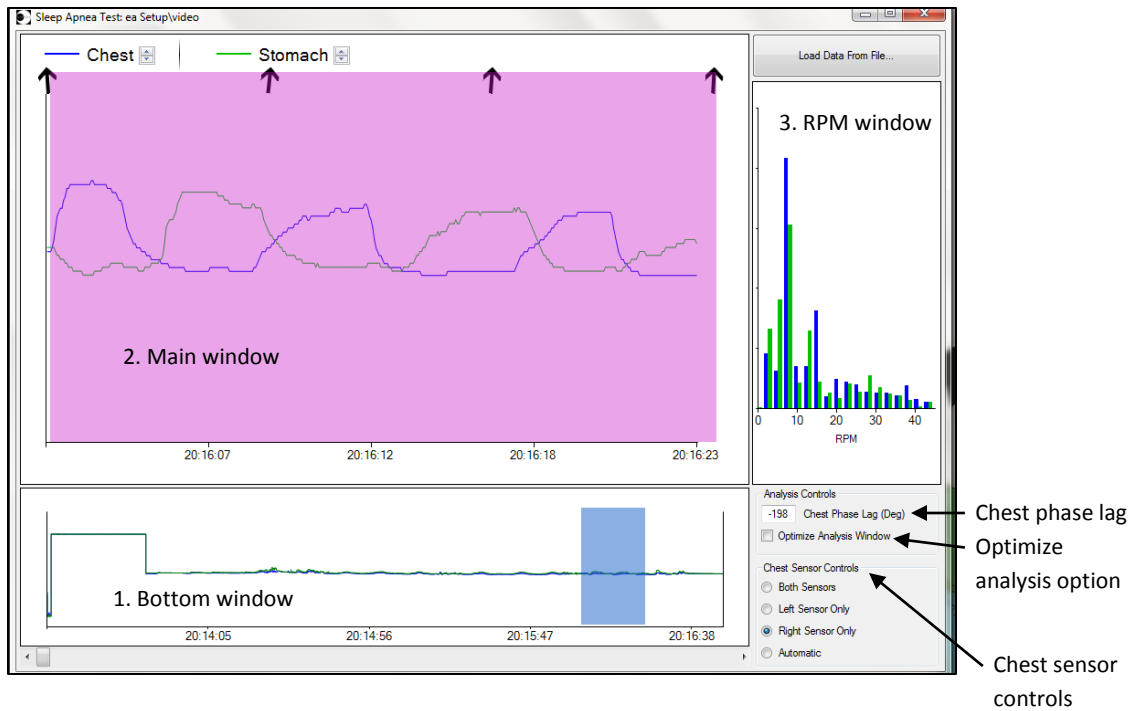 Sleep Apnea Test: ea Setup\video
Chest
Stomach
Load Data From File...
3. RPM window
2. Main window
20:16:07 20:16:12 20:16:18 20:16:23
0 10 20 30 40
RPM
1. Bottom window
20:14:05 20:14:56 20:15:47 20:16:38
Analysis Controls
-198 Chest Phase Lag (Deg)
Optimize Analysis Window
Chest Sensor Controls
Both Sensors
Left Sensor Only
Right Sensor Only
Automatic
Chest phase lag
Optimize
analysis option
Chest sensor
controls